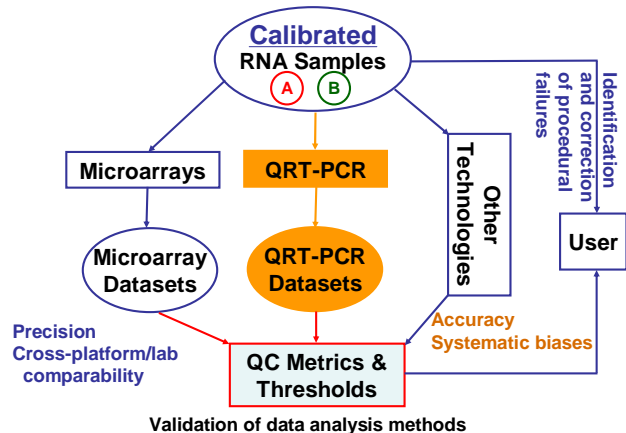 Calibrated
RNA Samples
A B
Identification
and correction
of procedural
failures
Microarrays
QRT-PCR
Other
Technologies
User
Microarray
Datasets
QRT-PCR
Datasets
Precision
Cross-platform/lab
comparability
Accuracy
Systematic biases
QC Metrics &
Thresholds
Validation of data analysis methods